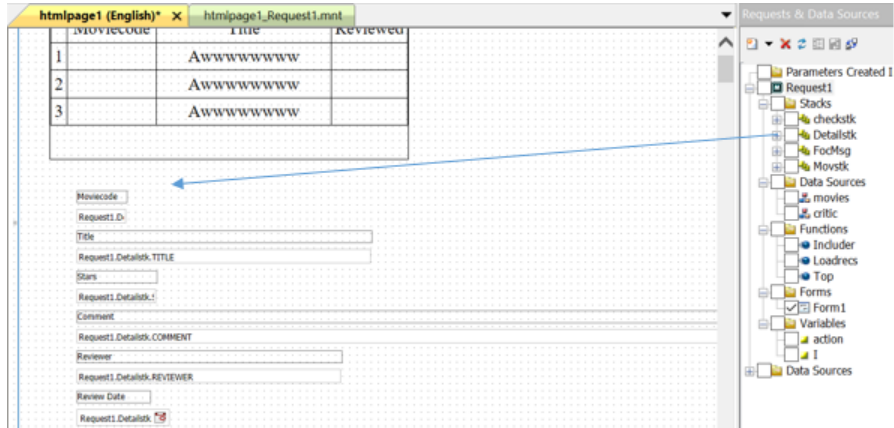 htmlpage1 (English)* × htmlpage1_Request1.mnt
Moviecode Title Reviewed
1 Awwwwwwww
2 Awwwwwwww
3 Awwwwwwww
Moviecode
Request1.De
Title
Request1.Detailstk.TITLE
Stars
Request1.Detailstk.S
Comment
Request1.Detailstk.COMMENT
Reviewer
Request1.Detailstk.REVIEWER
Review Date
Request1.Detailstk
Requests & Data Sources
Parameters Created I
Request1
Stacks
checkstk
Detailstk
FocMsg
Movstk
Data Sources
movies
critic
Functions
Includer
Loadrecs
Top
Forms
Form1
Variables
action
I
Data Sources